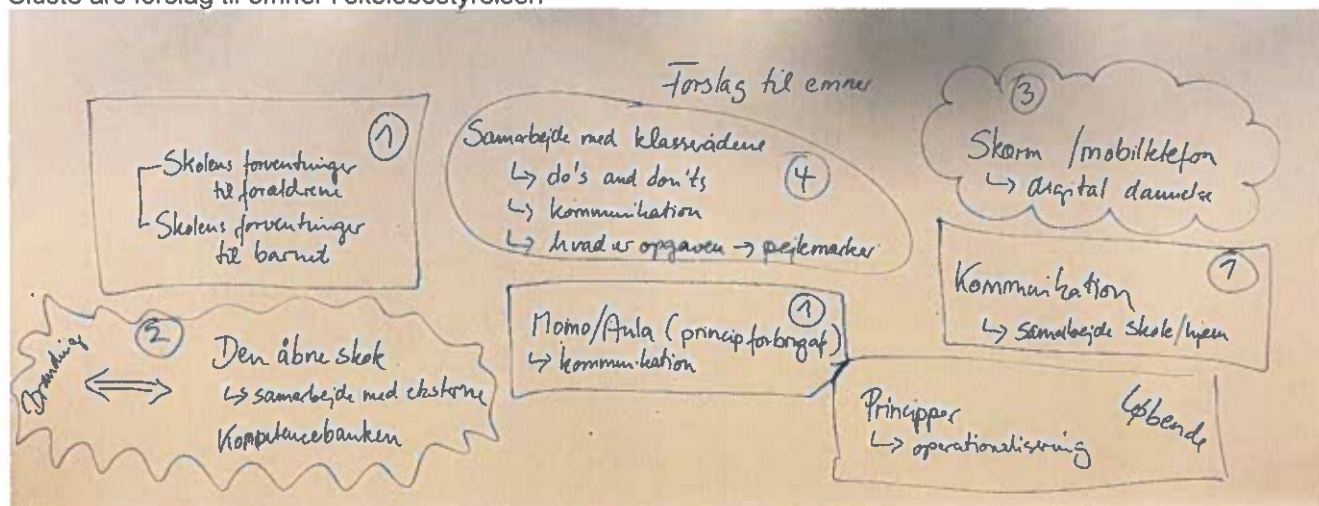 Sidste års forslag til emner i skolebestyrelsen
Forslag til emner
1
Skolens forventninger
til forældrene
Skolens forventninger
til barnet
Samarbejde med klasserådene
4
↳ do's and don'ts
↳ kommunikation
↳ hvad er opgaven → pejlemærker
3
Skærm /mobiltelefon
↳ digital dannelse
Branding
2
Den åbne skole
↳ samarbejde med eksterne
Kompetencebanken
1
Momo/Aula (princip forbrug af)
↳ kommunikation
1
Kommunikation
↳ samarbejde skole/hjem
Principper
↳ operationalisering
Løbende